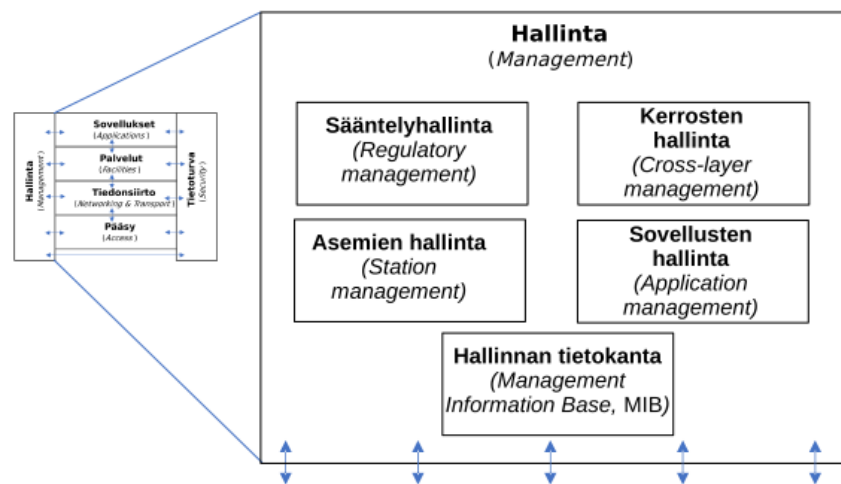 Hallinta
(Management)
Sovellukset
(Applications)
Palvelut
(Facilities)
Tiedonsiirto
(Networking & Transport)
Pääsy
(Access)
Tietoturva
(Security)
Hallinta
(Management)
Sääntelyhallinta
(Regulatory
management)
Kerrosten
hallinta
(Cross-layer
management)
Asemien hallinta
(Station
management)
Sovellusten
hallinta
(Application
management)
Hallinnan tietokanta
(Management
Information Base, MIB)